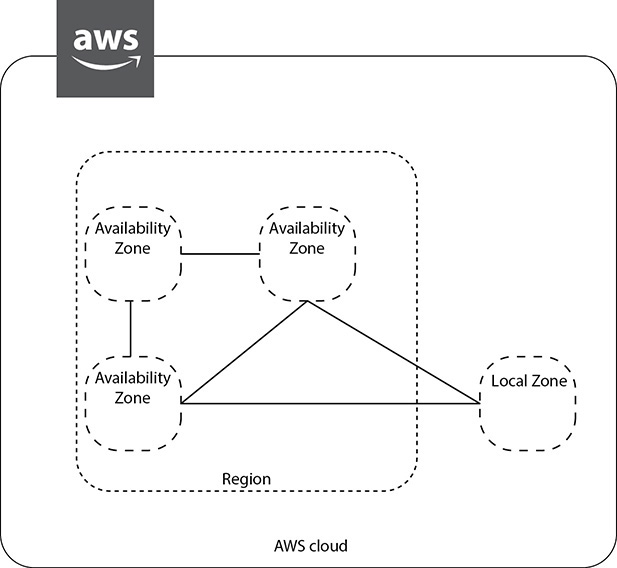 aws
Availability
Zone
Availability
Zone
Availability
Zone
Local Zone
Region
AWS cloud